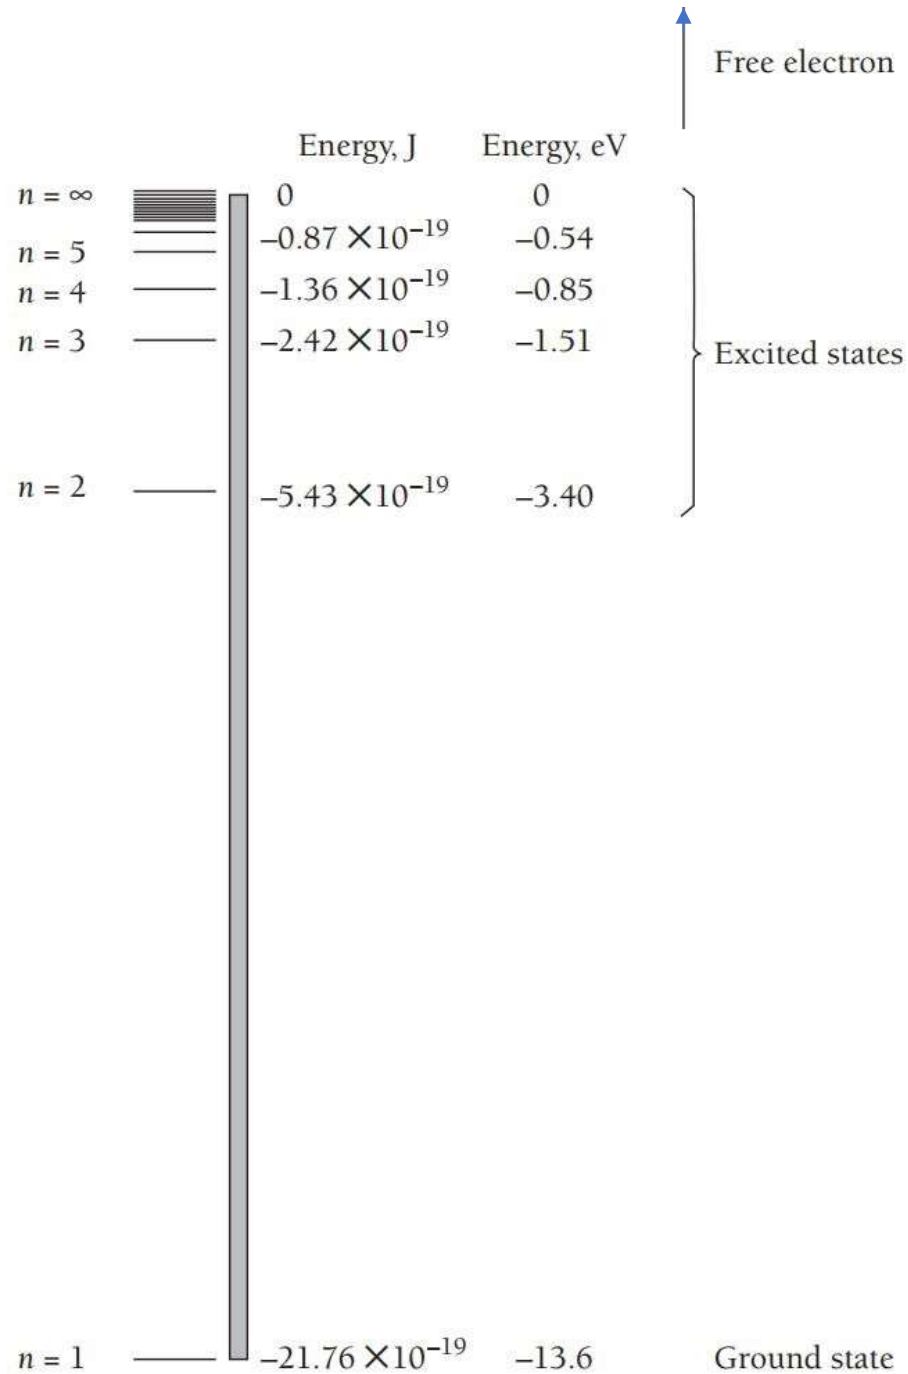 Free electron
Energy, J Energy, eV
n = ∞ 0 0
n = 5 –0.87 ×10⁻¹⁹ –0.54
n = 4 –1.36 ×10⁻¹⁹ –0.85
n = 3 –2.42 ×10⁻¹⁹ –1.51
Excited states
n = 2 –5.43 ×10⁻¹⁹ –3.40
n = 1 –21.76 ×10⁻¹⁹ –13.6 Ground state